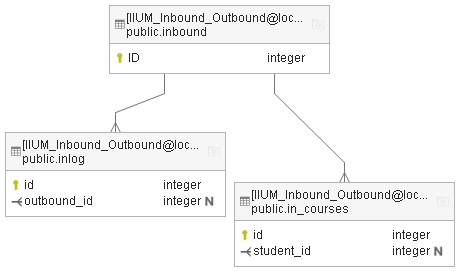 [IIUM_Inbound_Outbound@loc...
public.inbound
ID integer
[IIUM_Inbound_Outbound@loc...
public.inlog
id integer
outbound_id integer N
[IIUM_Inbound_Outbound@loc...
public.in_courses
id integer
student_id integer N